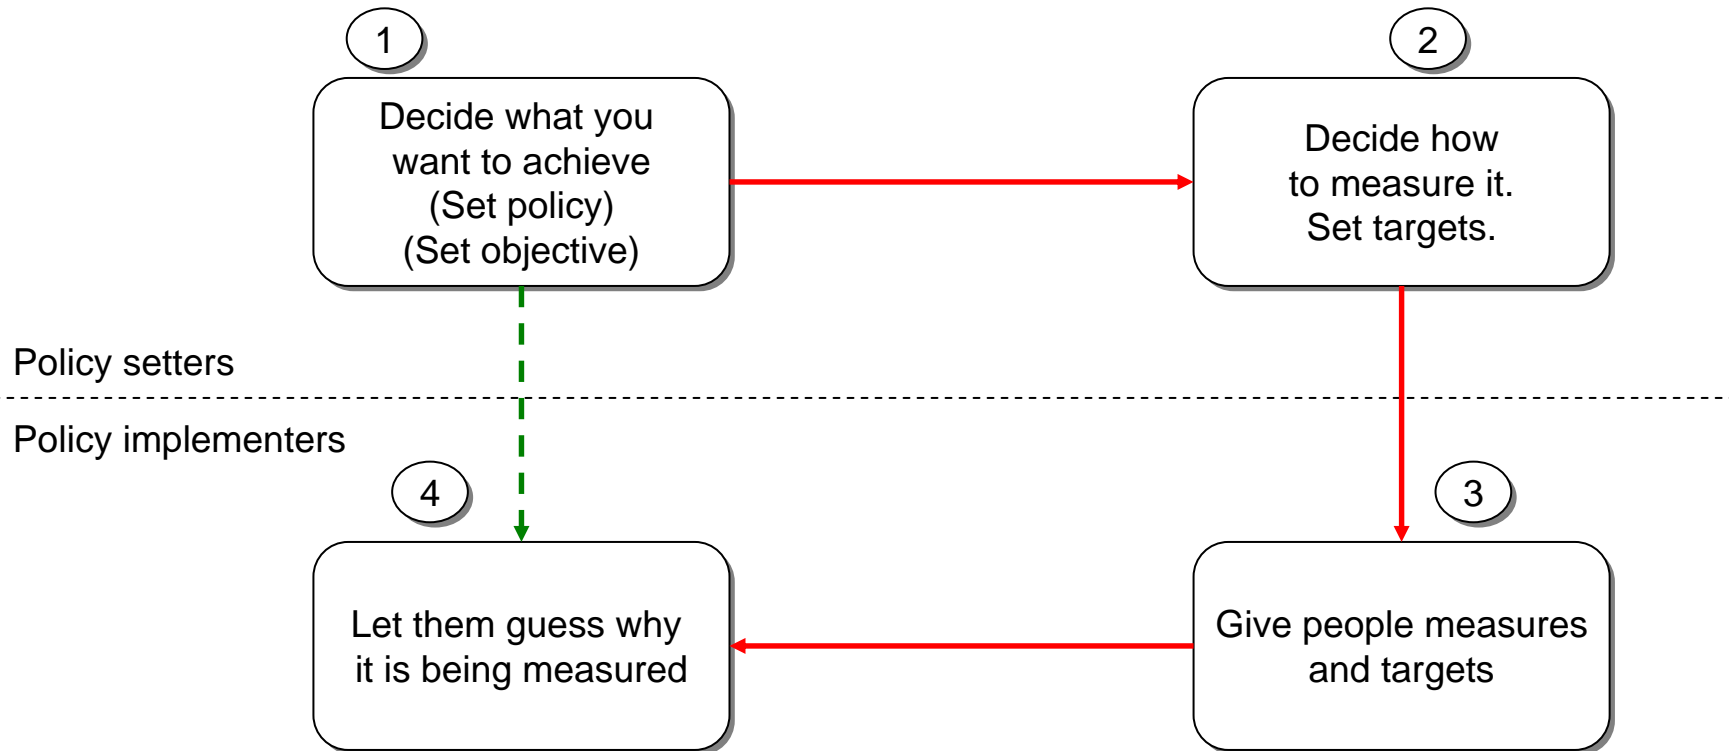 1
Decide what you
want to achieve
(Set policy)
(Set objective)
2
Decide how
to measure it.
Set targets.
Policy setters
Policy implementers
4
Let them guess why
it is being measured
3
Give people measures
and targets